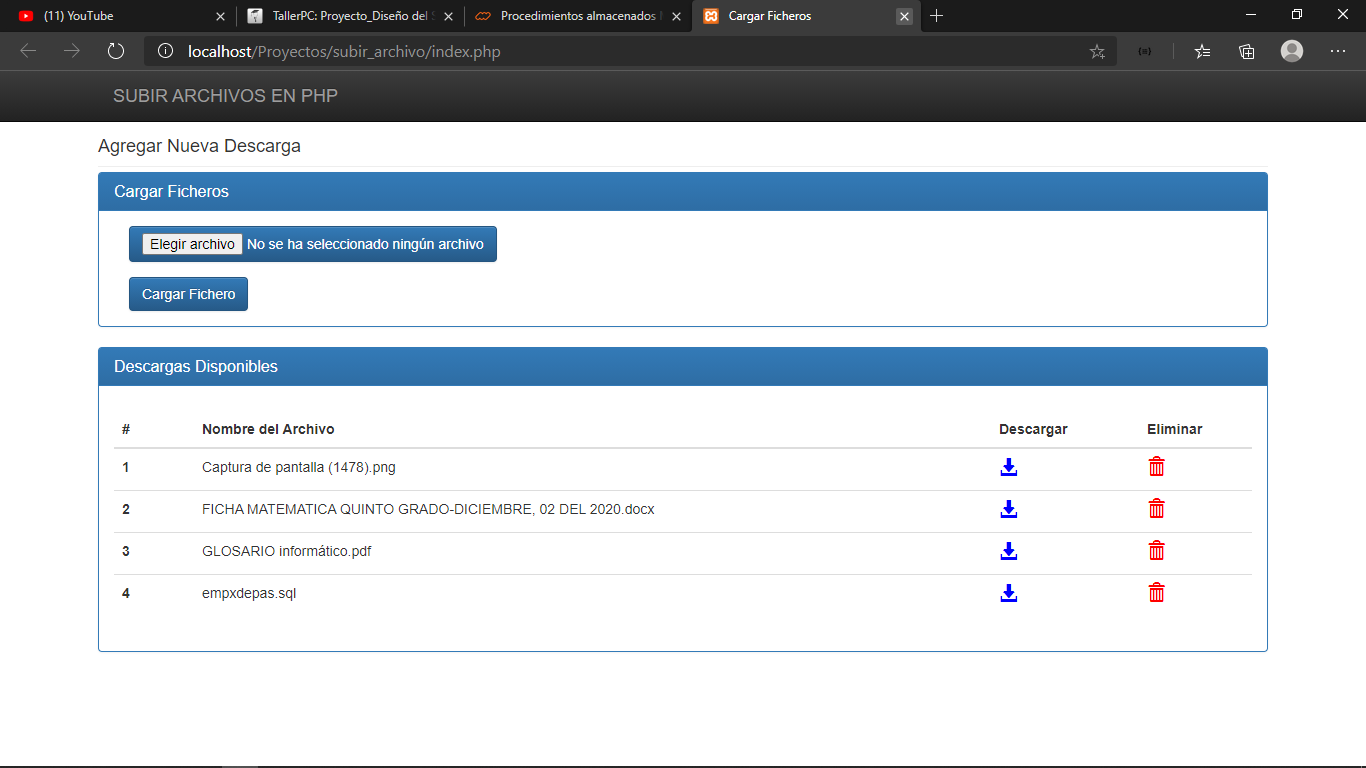 (11) YouTube
TallerPC: Proyecto_Diseño del S
Procedimientos almacenados
Cargar Ficheros
localhost/Proyectos/subir_archivo/index.php
SUBIR ARCHIVOS EN PHP
Agregar Nueva Descarga
Cargar Ficheros
Elegir archivo No se ha seleccionado ningún archivo
Cargar Fichero
Descargas Disponibles
# Nombre del Archivo Descargar Eliminar
1 Captura de pantalla (1478).png
2 FICHA MATEMATICA QUINTO GRADO-DICIEMBRE, 02 DEL 2020.docx
3 GLOSARIO informático.pdf
4 empxdepas.sql